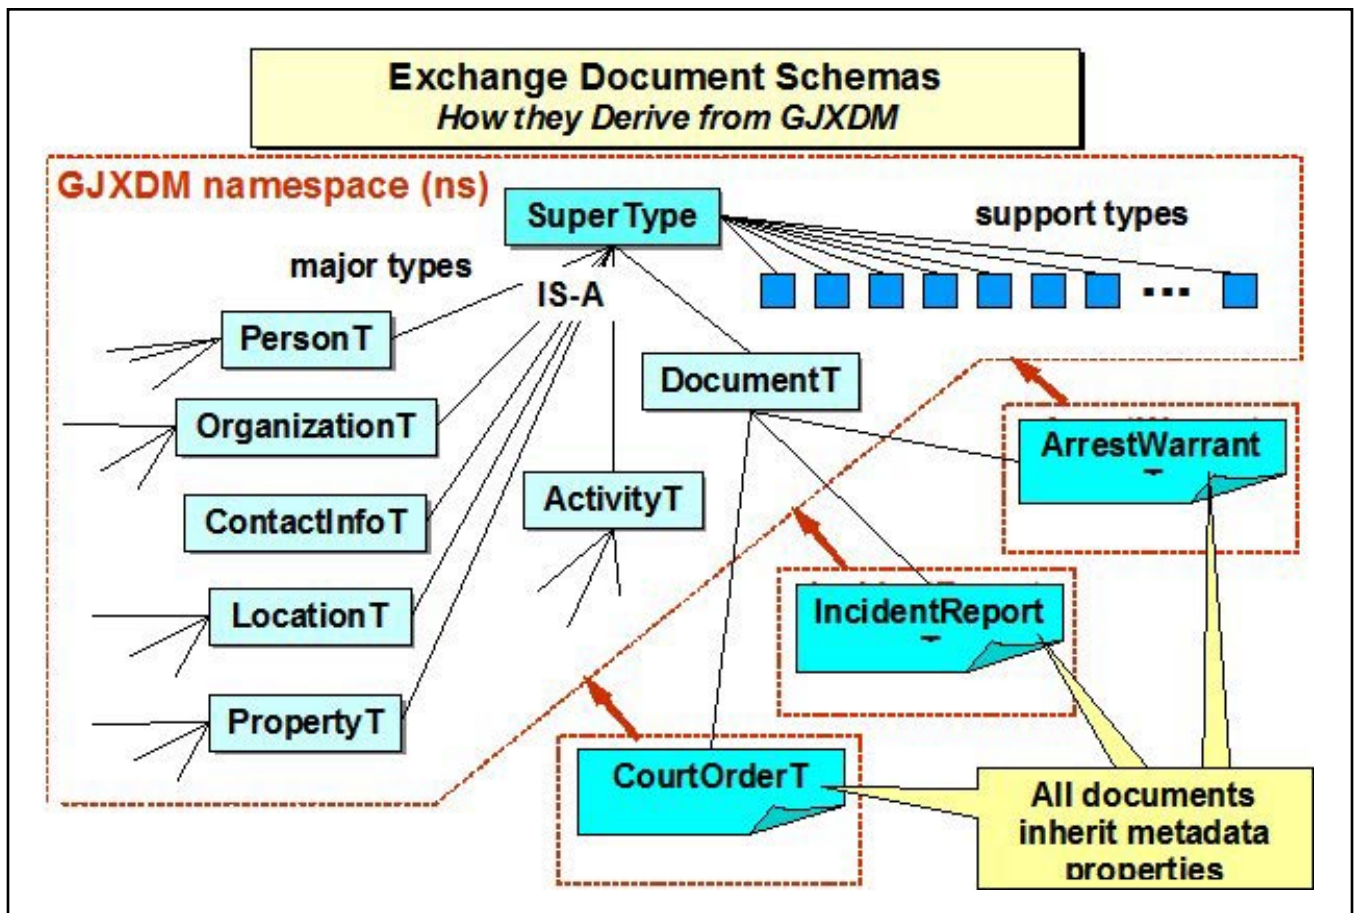 Exchange Document Schemas
How they Derive from GJXDM
GJXDM namespace (ns)
SuperType
support types
major types
IS-A
...
PersonT
DocumentT
OrganizationT
ArrestWarrant
ContactInfoT
ActivityT
LocationT
IncidentReport
PropertyT
CourtOrderT
All documents
inherit metadata
properties